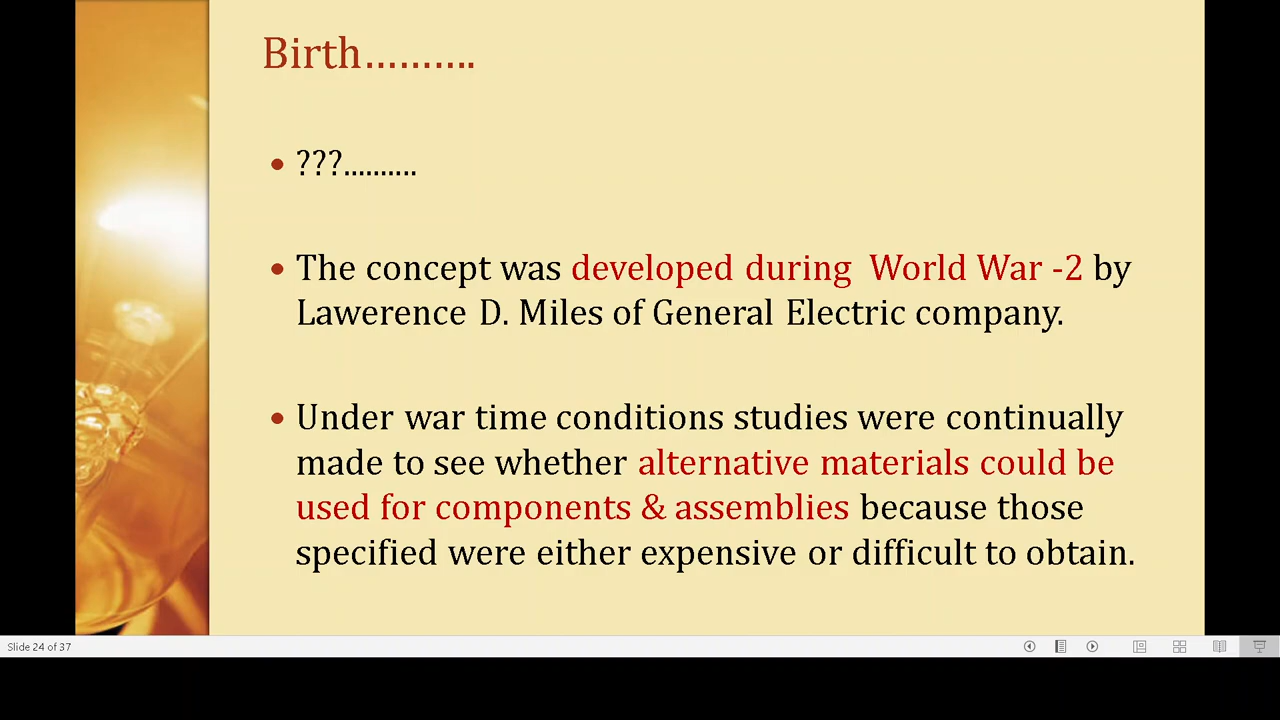 Birth……….
• ???..........
• The concept was developed during World War -2 by
Lawerence D. Miles of General Electric company.
• Under war time conditions studies were continually
made to see whether alternative materials could be
used for components & assemblies because those
specified were either expensive or difficult to obtain.
Slide 24 of 37